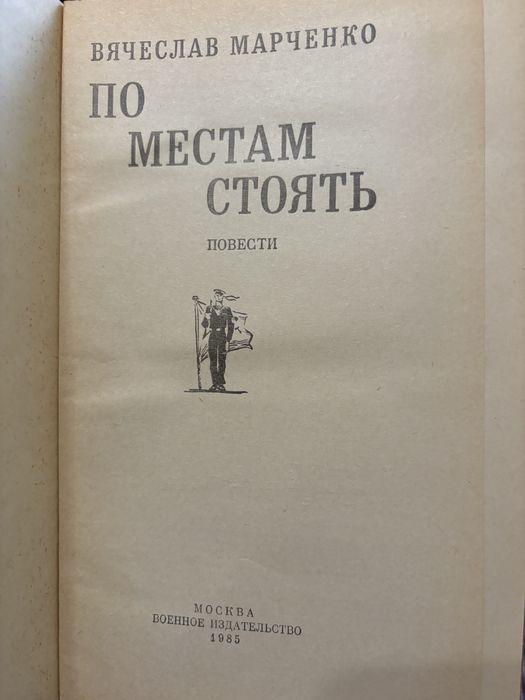 ВЯЧЕСЛАВ МАРЧЕНКО
ПО
МЕСТАМ
СТОЯТЬ
ПОВЕСТИ
МОСКВА
ВОЕННОЕ ИЗДАТЕЛЬСТВО
1985